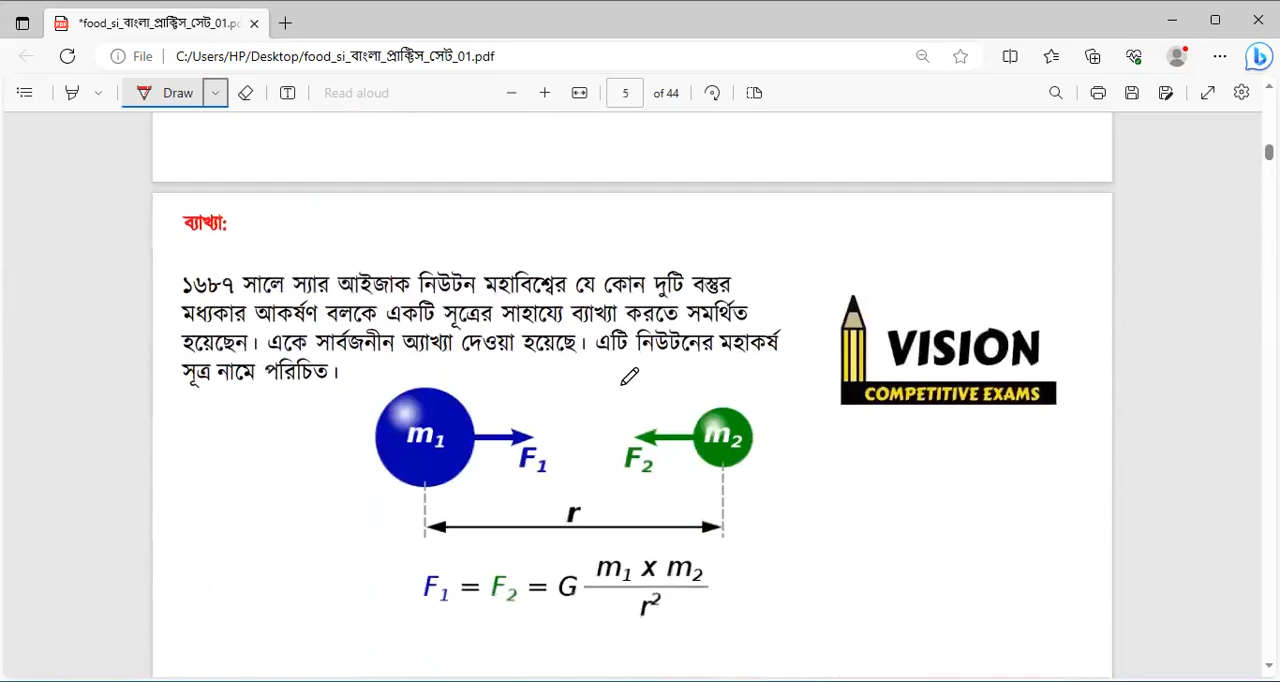 *food_si_বাংলা_প্রাক্টিস_সেট_01.pd
File
C:/Users/HP/Desktop/food_si_বাংলা_প্রাক্টিস_সেট_01.pdf
Draw
Read aloud
5 of 44
ব্যাখ্যা:
১৬৮৭ সালে স্যার আইজাক নিউটন মহাবিশ্বের যে কোন দুটি বস্তুর
মধ্যকার আকর্ষণ বলকে একটি সূত্রের সাহায্যে ব্যাখ্যা করতে সমর্থিত
হয়েছেন। একে সার্বজনীন অ্যাখ্যা দেওয়া হয়েছে। এটি নিউটনের মহাকর্ষ
সূত্র নামে পরিচিত।
VISION
COMPETITIVE EXAMS
m₁ m₂
F₁ F₂
r
F₁ = F₂ = G (m₁ x m₂) / r²